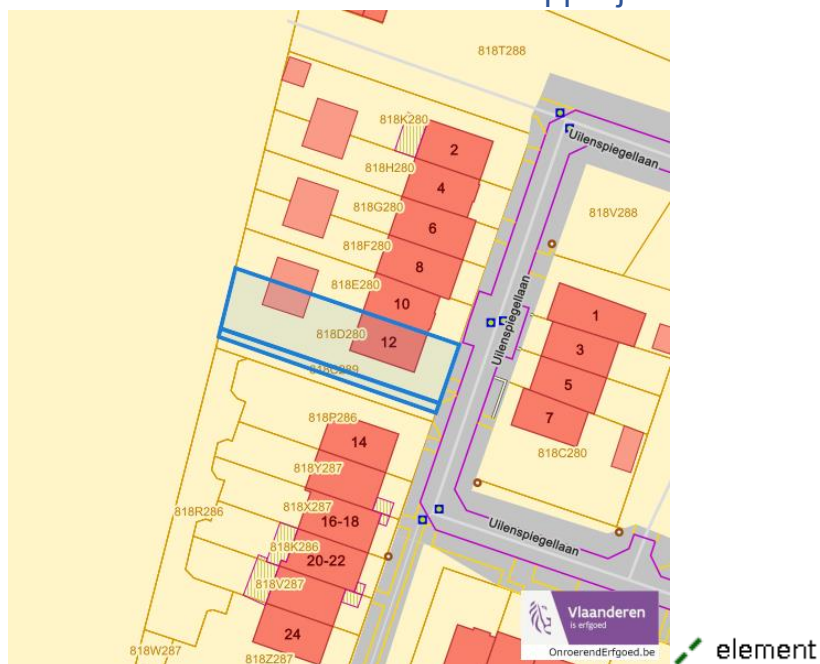 818T288
818K280
2
Uilenspiegellaan
818H280
4
818G280
6
818V288
818F280
8
818E280
10
1
818D280
12
Uilenspiegellaan
3
5
7
818P286
14
818C280
818Y287
818R286
818X287
16-18
Uilenspiegellaan
818K286
20-22
818V287
Vlaanderen
is erfgoed
24
OnroerendErfgoed.be
element
818W287
818Z287